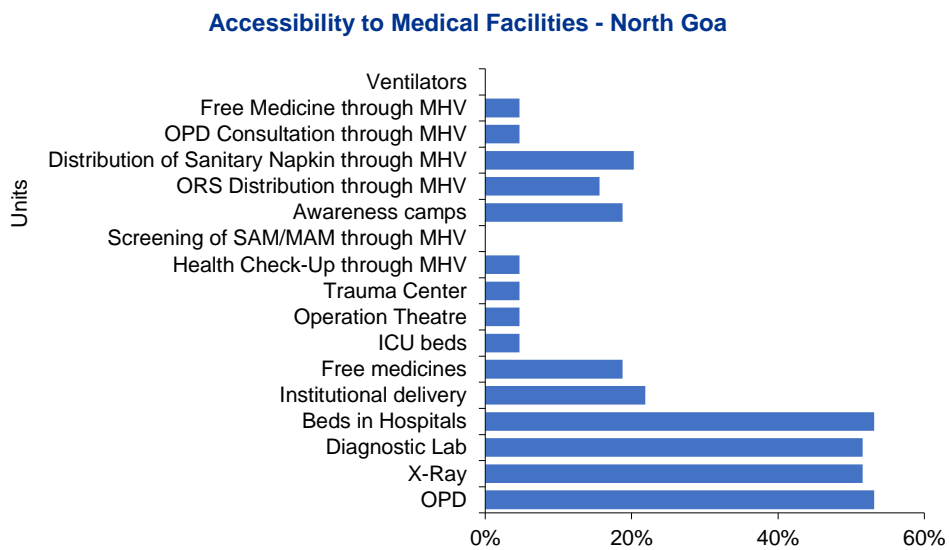 Accessibility to Medical Facilities - North Goa
Units
Ventilators
Free Medicine through MHV
OPD Consultation through MHV
Distribution of Sanitary Napkin through MHV
ORS Distribution through MHV
Awareness camps
Screening of SAM/MAM through MHV
Health Check-Up through MHV
Trauma Center
Operation Theatre
ICU beds
Free medicines
Institutional delivery
Beds in Hospitals
Diagnostic Lab
X-Ray
OPD
0% 20% 40% 60%